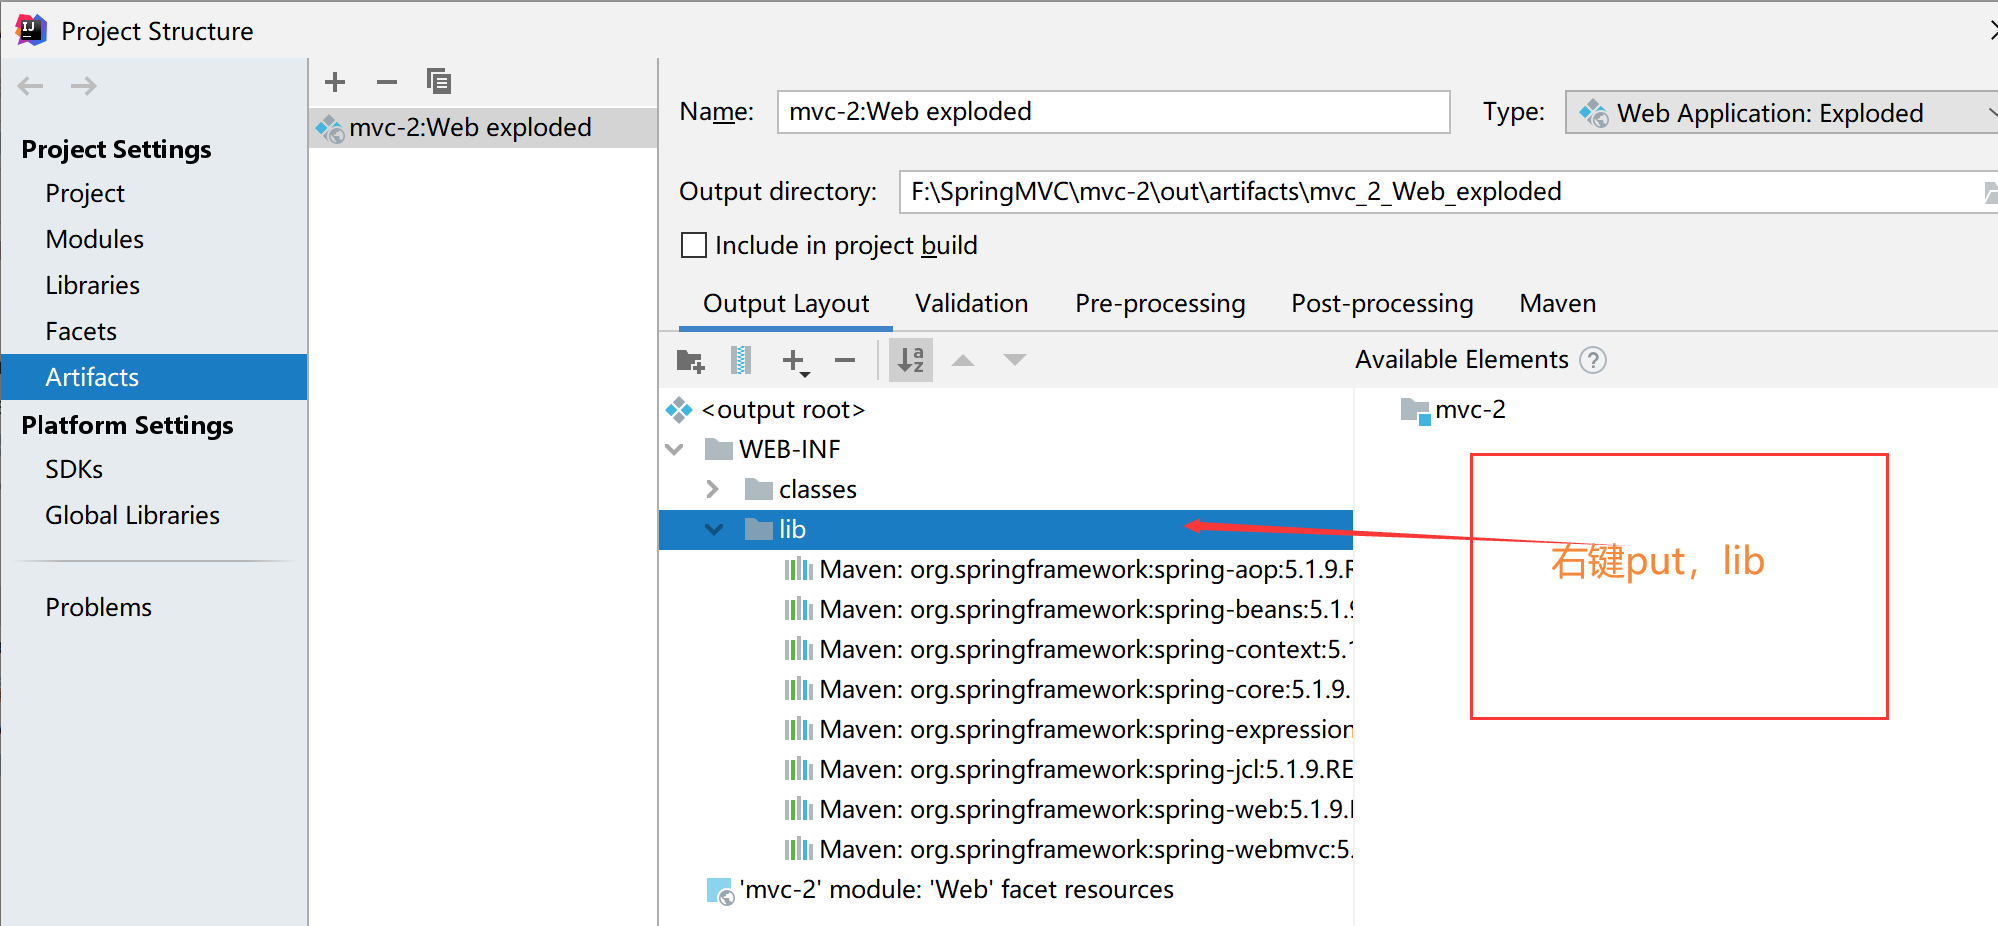 Project Structure
Project Settings
Project
Modules
Libraries
Facets
Artifacts
Platform Settings
SDKs
Global Libraries
Problems
mvc-2:Web exploded
Name: mvc-2:Web exploded Type: Web Application: Exploded
Output directory: F:\SpringMVC\mvc-2\out\artifacts\mvc_2_Web_exploded
Include in project build
Output Layout Validation Pre-processing Post-processing Maven
Available Elements ?
<output root>
WEB-INF
classes
lib
Maven: org.springframework:spring-aop:5.1.9.R
Maven: org.springframework:spring-beans:5.1.9
Maven: org.springframework:spring-context:5.1
Maven: org.springframework:spring-core:5.1.9.
Maven: org.springframework:spring-expression
Maven: org.springframework:spring-jcl:5.1.9.RE
Maven: org.springframework:spring-web:5.1.9.
Maven: org.springframework:spring-webmvc:5.
'mvc-2' module: 'Web' facet resources
mvc-2
右键put，lib